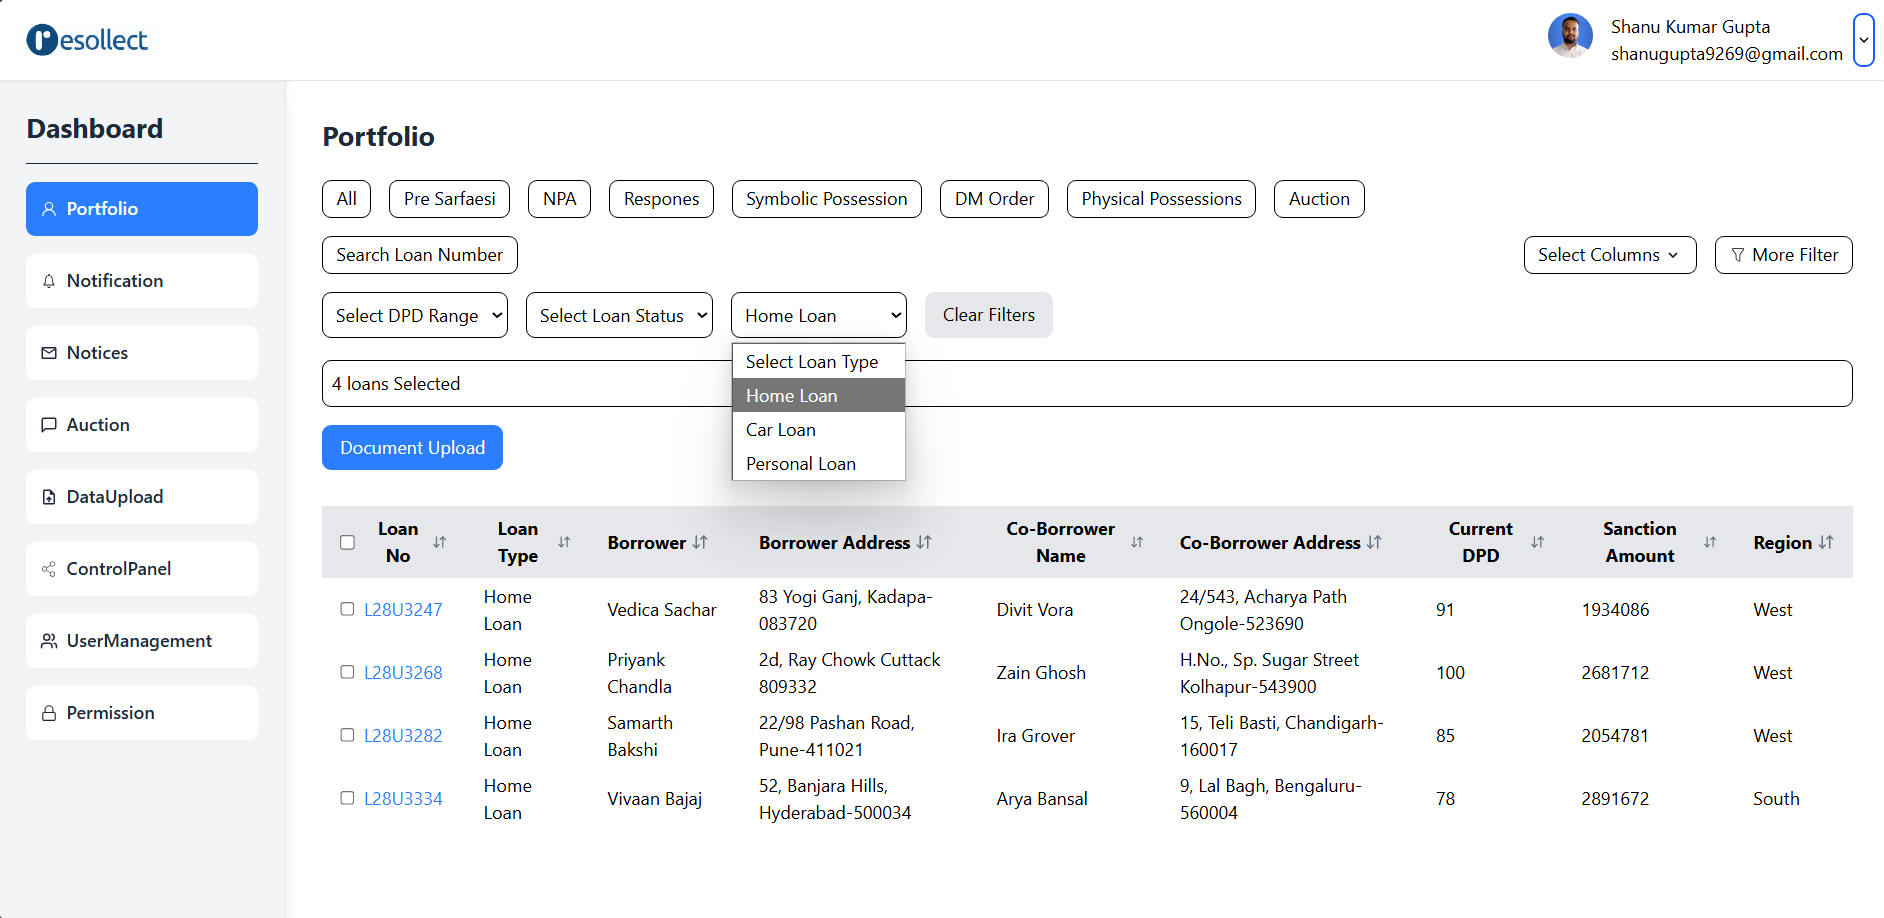 resollect
Shanu Kumar Gupta
shanugupta9269@gmail.com
Dashboard
Portfolio
Notification
Notices
Auction
DataUpload
ControlPanel
UserManagement
Permission
Portfolio
All Pre Sarfaesi NPA Respones Symbolic Possession DM Order Physical Possessions Auction
Search Loan Number Select Columns More Filter
Select DPD Range Select Loan Status Home Loan Clear Filters
Select Loan Type
Home Loan
Car Loan
Personal Loan
4 loans Selected
Document Upload
Loan No Loan Type Borrower Borrower Address Co-Borrower Name Co-Borrower Address Current DPD Sanction Amount Region
L28U3247 Home Loan Vedica Sachar 83 Yogi Ganj, Kadapa-083720 Divit Vora 24/543, Acharya Path Ongole-523690 91 1934086 West
L28U3268 Home Loan Priyank Chandla 2d, Ray Chowk Cuttack 809332 Zain Ghosh H.No., Sp. Sugar Street Kolhapur-543900 100 2681712 West
L28U3282 Home Loan Samarth Bakshi 22/98 Pashan Road, Pune-411021 Ira Grover 15, Teli Basti, Chandigarh-160017 85 2054781 West
L28U3334 Home Loan Vivaan Bajaj 52, Banjara Hills, Hyderabad-500034 Arya Bansal 9, Lal Bagh, Bengaluru-560004 78 2891672 South